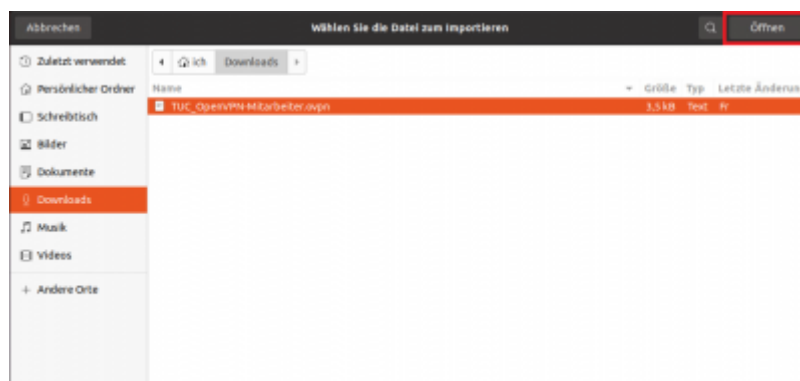 Abbrechen Wählen Sie die Datei zum Importieren Öffnen
Zuletzt verwendet
ich Downloads
Persönlicher Ordner
Name Größe Typ Letzte Änderun
TUC_OpenVPN-Mitarbeiter.ovpn 3,5 kB Text Fr
Schreibtisch
Bilder
Dokumente
Downloads
Musik
Videos
+ Andere Orte